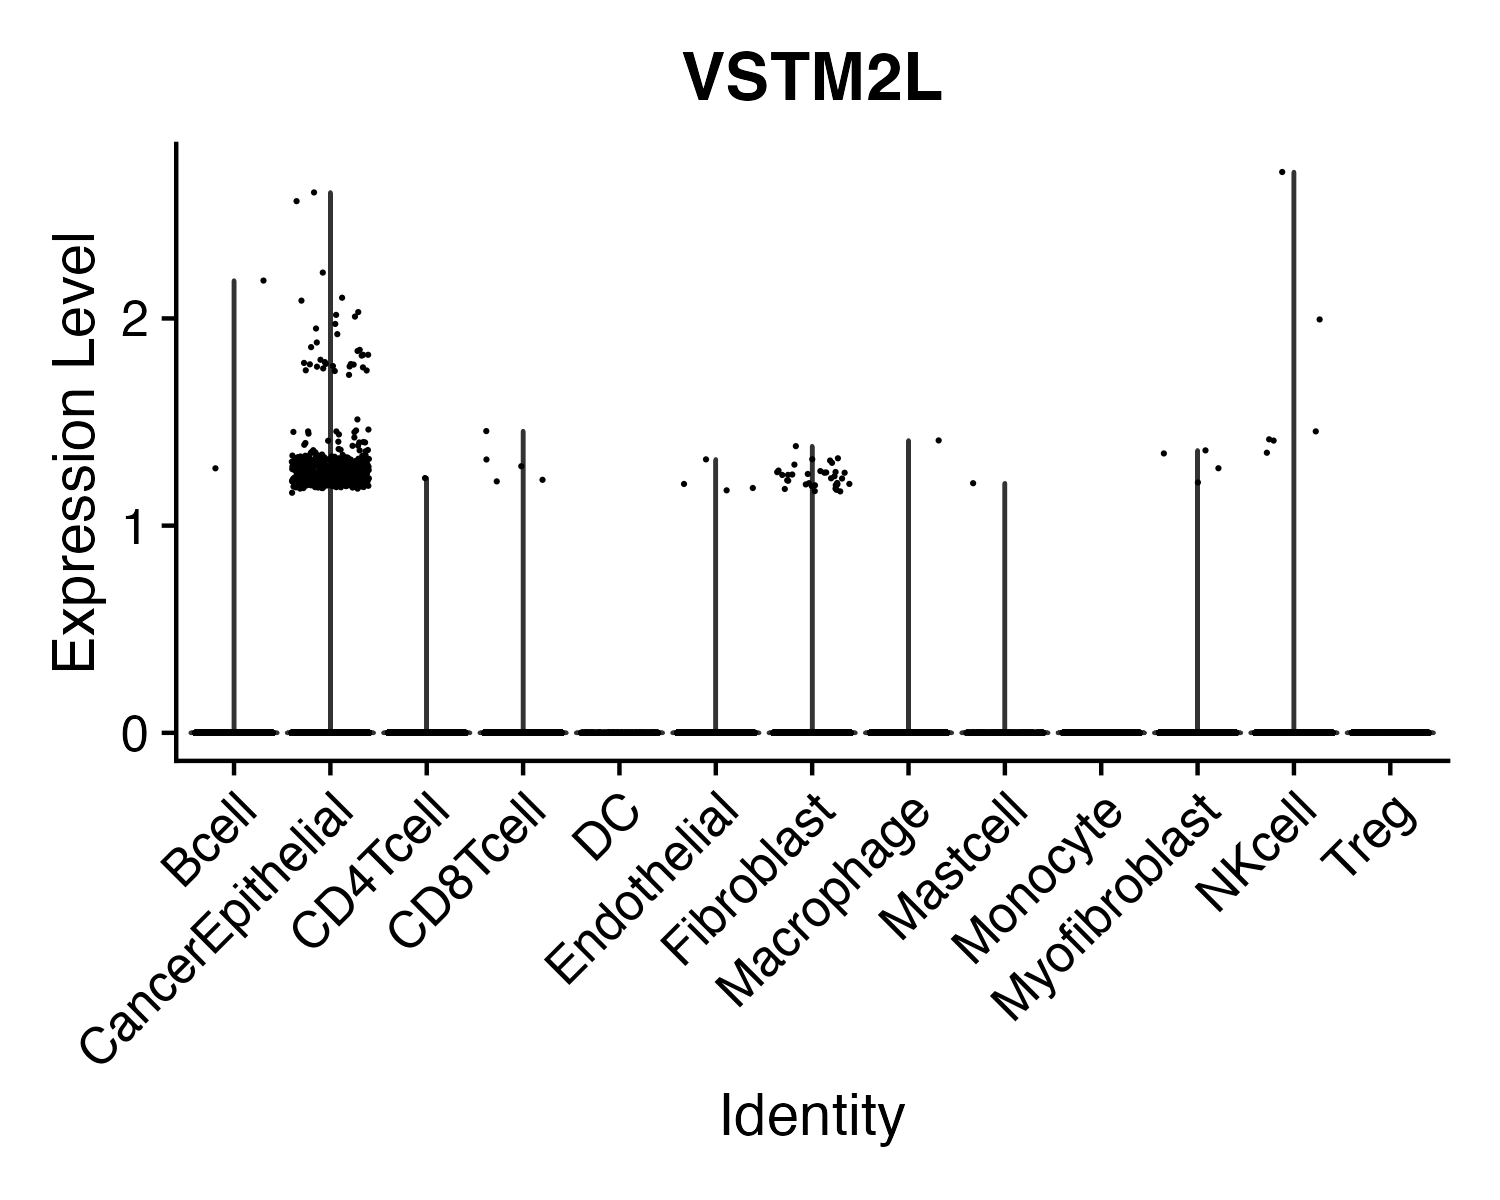 VSTM2L
Expression Level
2
1
0
Bcell
CancerEpithelial
CD4Tcell
CD8Tcell
DC
Endothelial
Fibroblast
Macrophage
Mastcell
Monocyte
Myofibroblast
NKcell
Treg
Identity